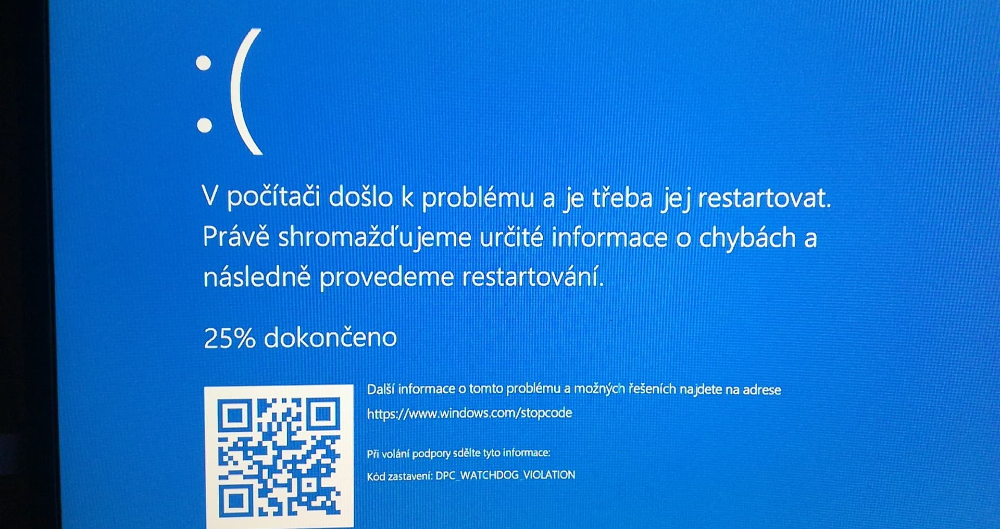 :(
V počítači došlo k problému a je třeba jej restartovat.
Právě shromažďujeme určité informace o chybách a
následně provedeme restartování.
25% dokončeno
Další informace o tomto problému a možných řešeních najdete na adrese
https://www.windows.com/stopcode
Při volání podpory sdělte tyto informace:
Kód zastavení: DPC_WATCHDOG_VIOLATION